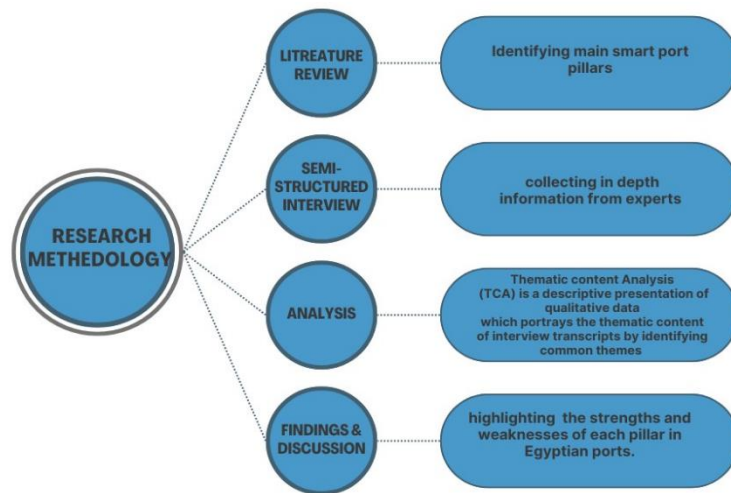 RESEARCH
METHEDOLOGY
LITREATURE
REVIEW
Identifying main smart port
pillars
SEMI-
STRUCTURED
INTERVIEW
collecting in depth
information from experts
ANALYSIS
Thematic content Analysis
(TCA) is a descriptive presentation of
qualitative data
which portrays the thematic content
of interview transcripts by identifying
common themes
FINDINGS &
DISCUSSION
highlighting the strengths and
weaknesses of each pillar in
Egyptian ports.